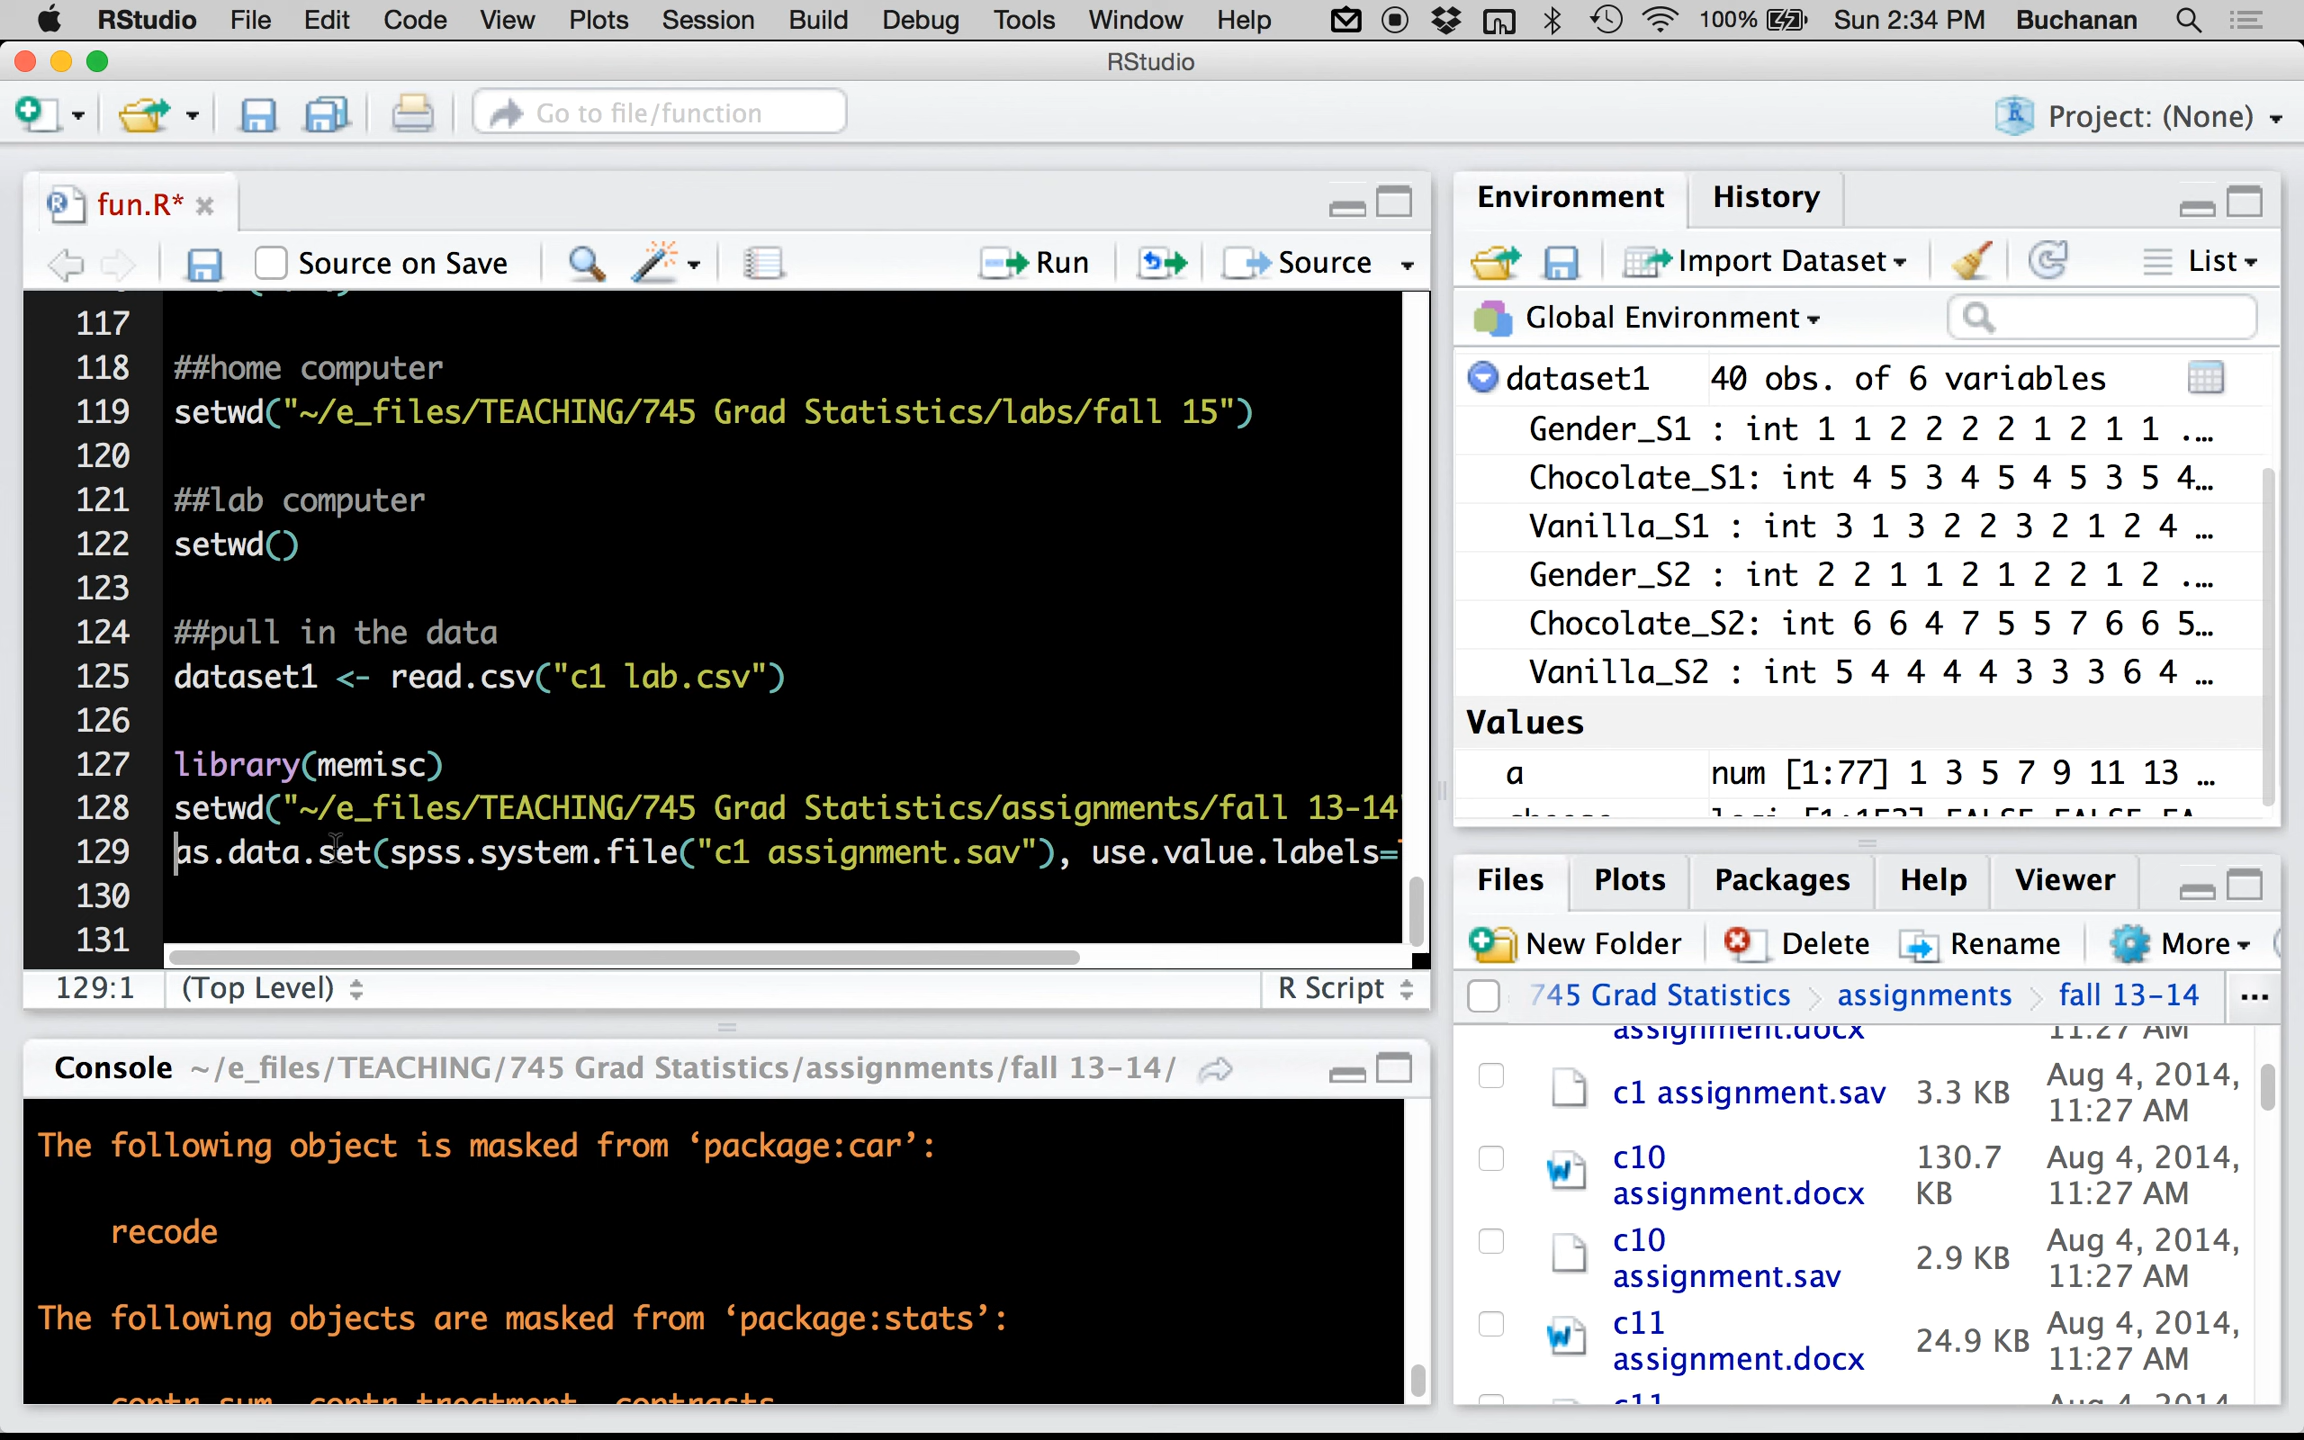 RStudio File Edit Code View Plots Session Build Debug Tools Window Help 100% Sun 2:34 PM Buchanan
RStudio
Go to file/function Project: (None)
fun.R*
Source on Save Run Source
117
118 ##home computer
119 setwd("~/e_files/TEACHING/745 Grad Statistics/labs/fall 15")
120
121 ##lab computer
122 setwd()
123
124 ##pull in the data
125 dataset1 <- read.csv("c1 lab.csv")
126
127 library(memisc)
128 setwd("~/e_files/TEACHING/745 Grad Statistics/assignments/fall 13-14
129 as.data.set(spss.system.file("c1 assignment.sav"), use.value.labels=
130
131
129:1 (Top Level) R Script
Console ~/e_files/TEACHING/745 Grad Statistics/assignments/fall 13-14/
The following object is masked from ‘package:car’:
recode
The following objects are masked from ‘package:stats’:
contr.sum, contr.treatment, contrasts
Environment History
Import Dataset List
Global Environment
dataset1 40 obs. of 6 variables
Gender_S1 : int 1 1 2 2 2 2 1 2 1 1 ...
Chocolate_S1: int 4 5 3 4 5 4 5 3 5 4...
Vanilla_S1 : int 3 1 3 2 2 3 2 1 2 4 ...
Gender_S2 : int 2 2 1 1 2 1 2 2 1 2 ...
Chocolate_S2: int 6 6 4 7 5 5 7 6 6 5...
Vanilla_S2 : int 5 4 4 4 4 3 3 3 6 4 ...
Values
a num [1:77] 1 3 5 7 9 11 13 ...
Files Plots Packages Help Viewer
New Folder Delete Rename More
745 Grad Statistics assignments fall 13-14 ...
assignment.docx 11:27 AM
c1 assignment.sav 3.3 KB Aug 4, 2014,
11:27 AM
c10 130.7 Aug 4, 2014,
assignment.docx KB 11:27 AM
c10 2.9 KB Aug 4, 2014,
assignment.sav 11:27 AM
c11 24.9 KB Aug 4, 2014,
assignment.docx 11:27 AM
c11 Aug 4, 2014